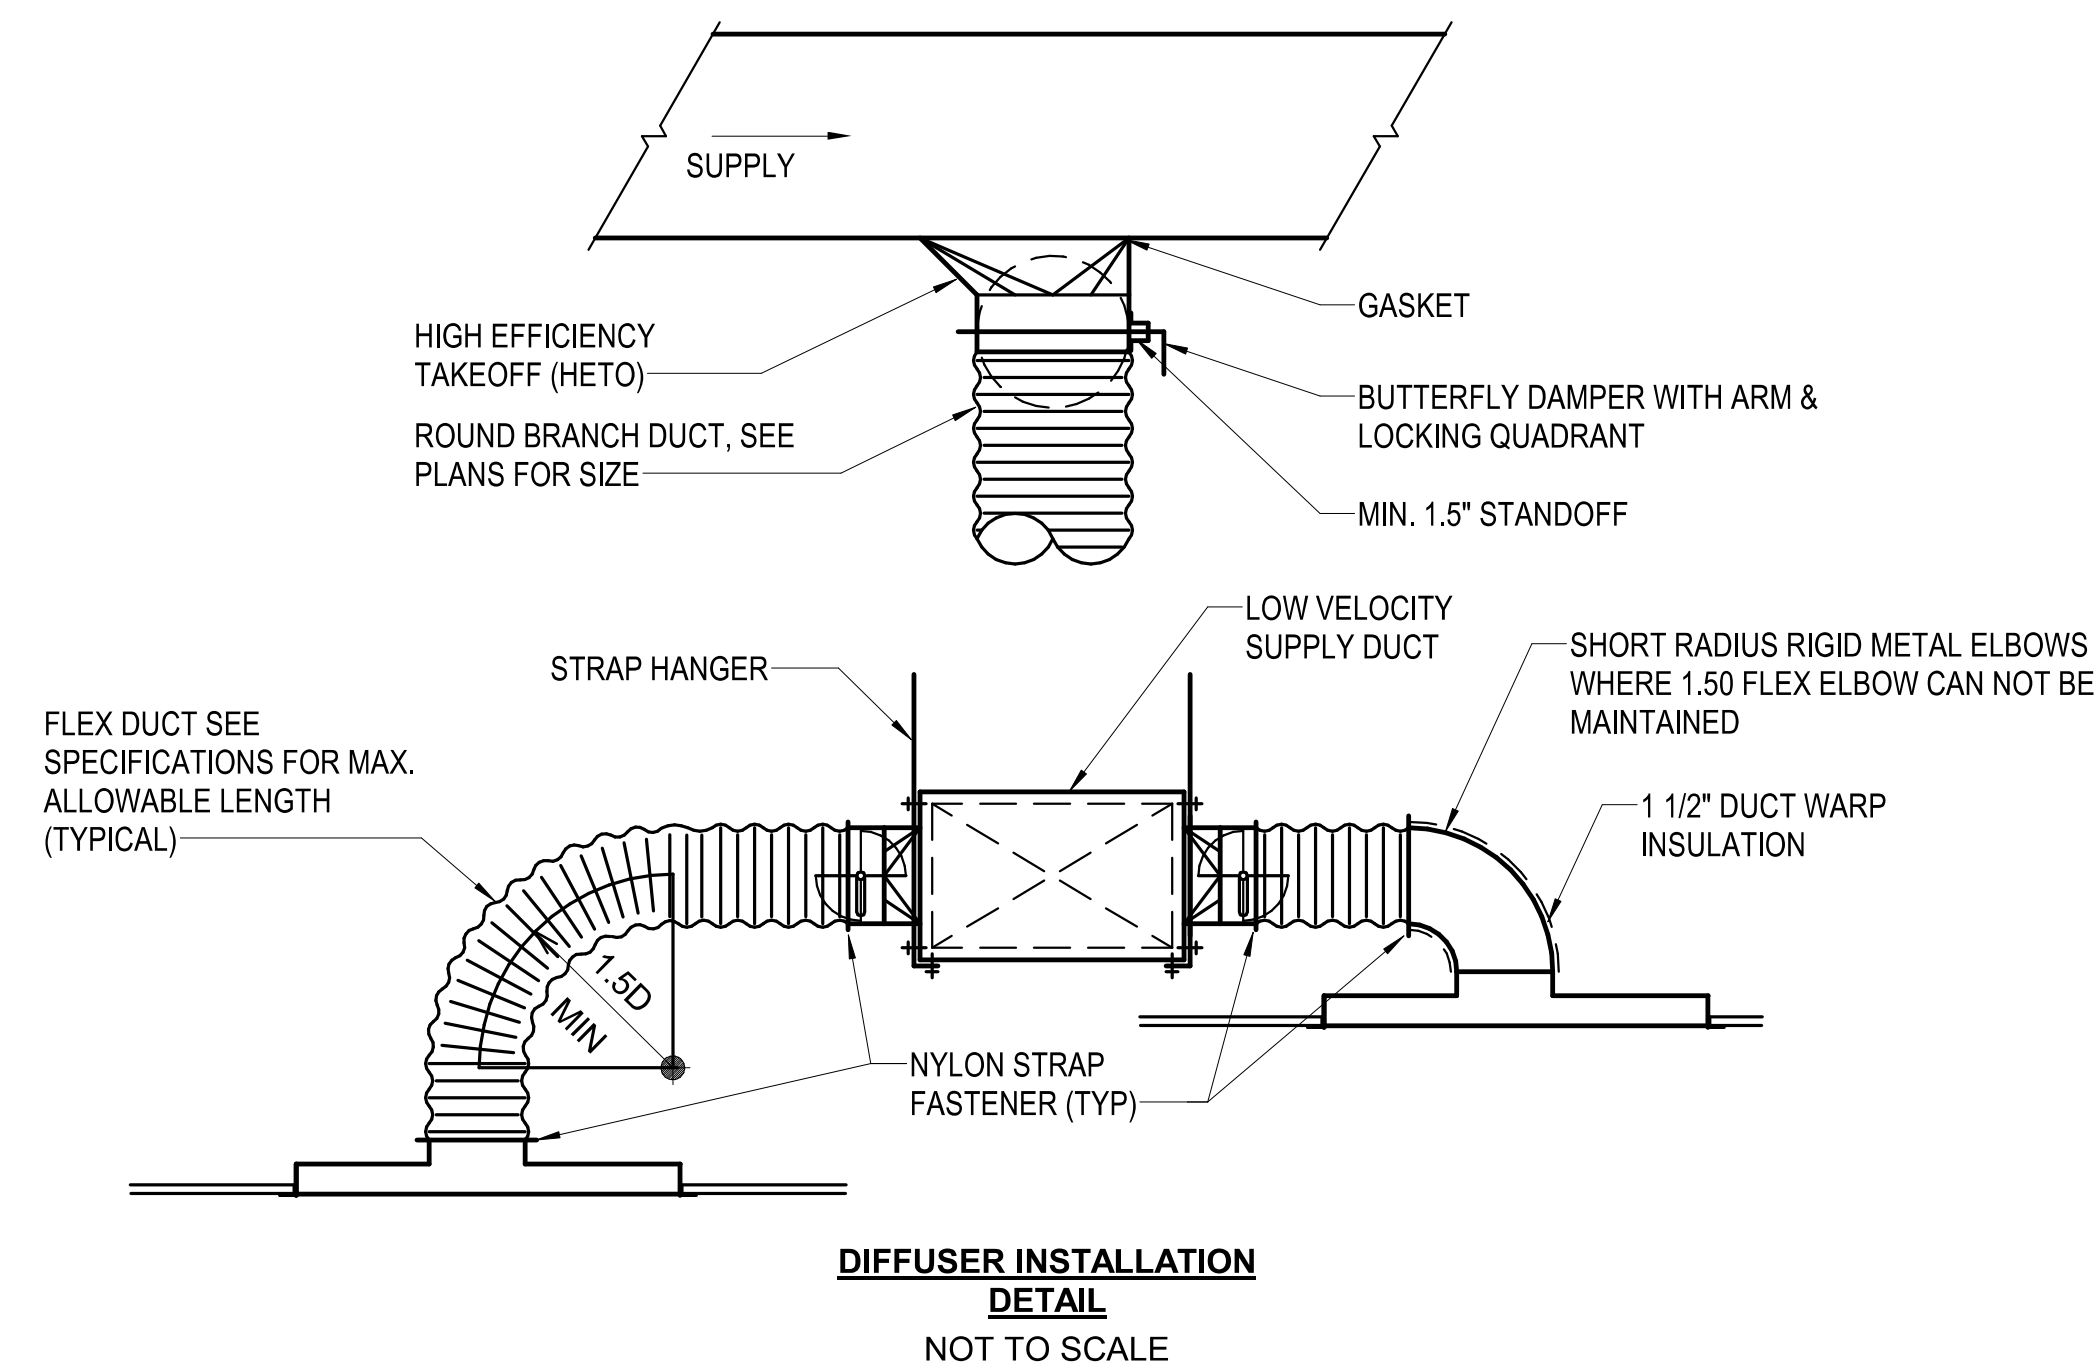 SUPPLY
HIGH EFFICIENCY
TAKEOFF (HETO)
ROUND BRANCH DUCT, SEE
PLANS FOR SIZE
GASKET
BUTTERFLY DAMPER WITH ARM &
LOCKING QUADRANT
MIN. 1.5" STANDOFF
LOW VELOCITY
SUPPLY DUCT
STRAP HANGER
SHORT RADIUS RIGID METAL ELBOWS
WHERE 1.50 FLEX ELBOW CAN NOT BE
MAINTAINED
FLEX DUCT SEE
SPECIFICATIONS FOR MAX.
ALLOWABLE LENGTH
(TYPICAL)
1 1/2" DUCT WARP
INSULATION
1.5D
MIN
NYLON STRAP
FASTENER (TYP)
DIFFUSER INSTALLATION
DETAIL
NOT TO SCALE